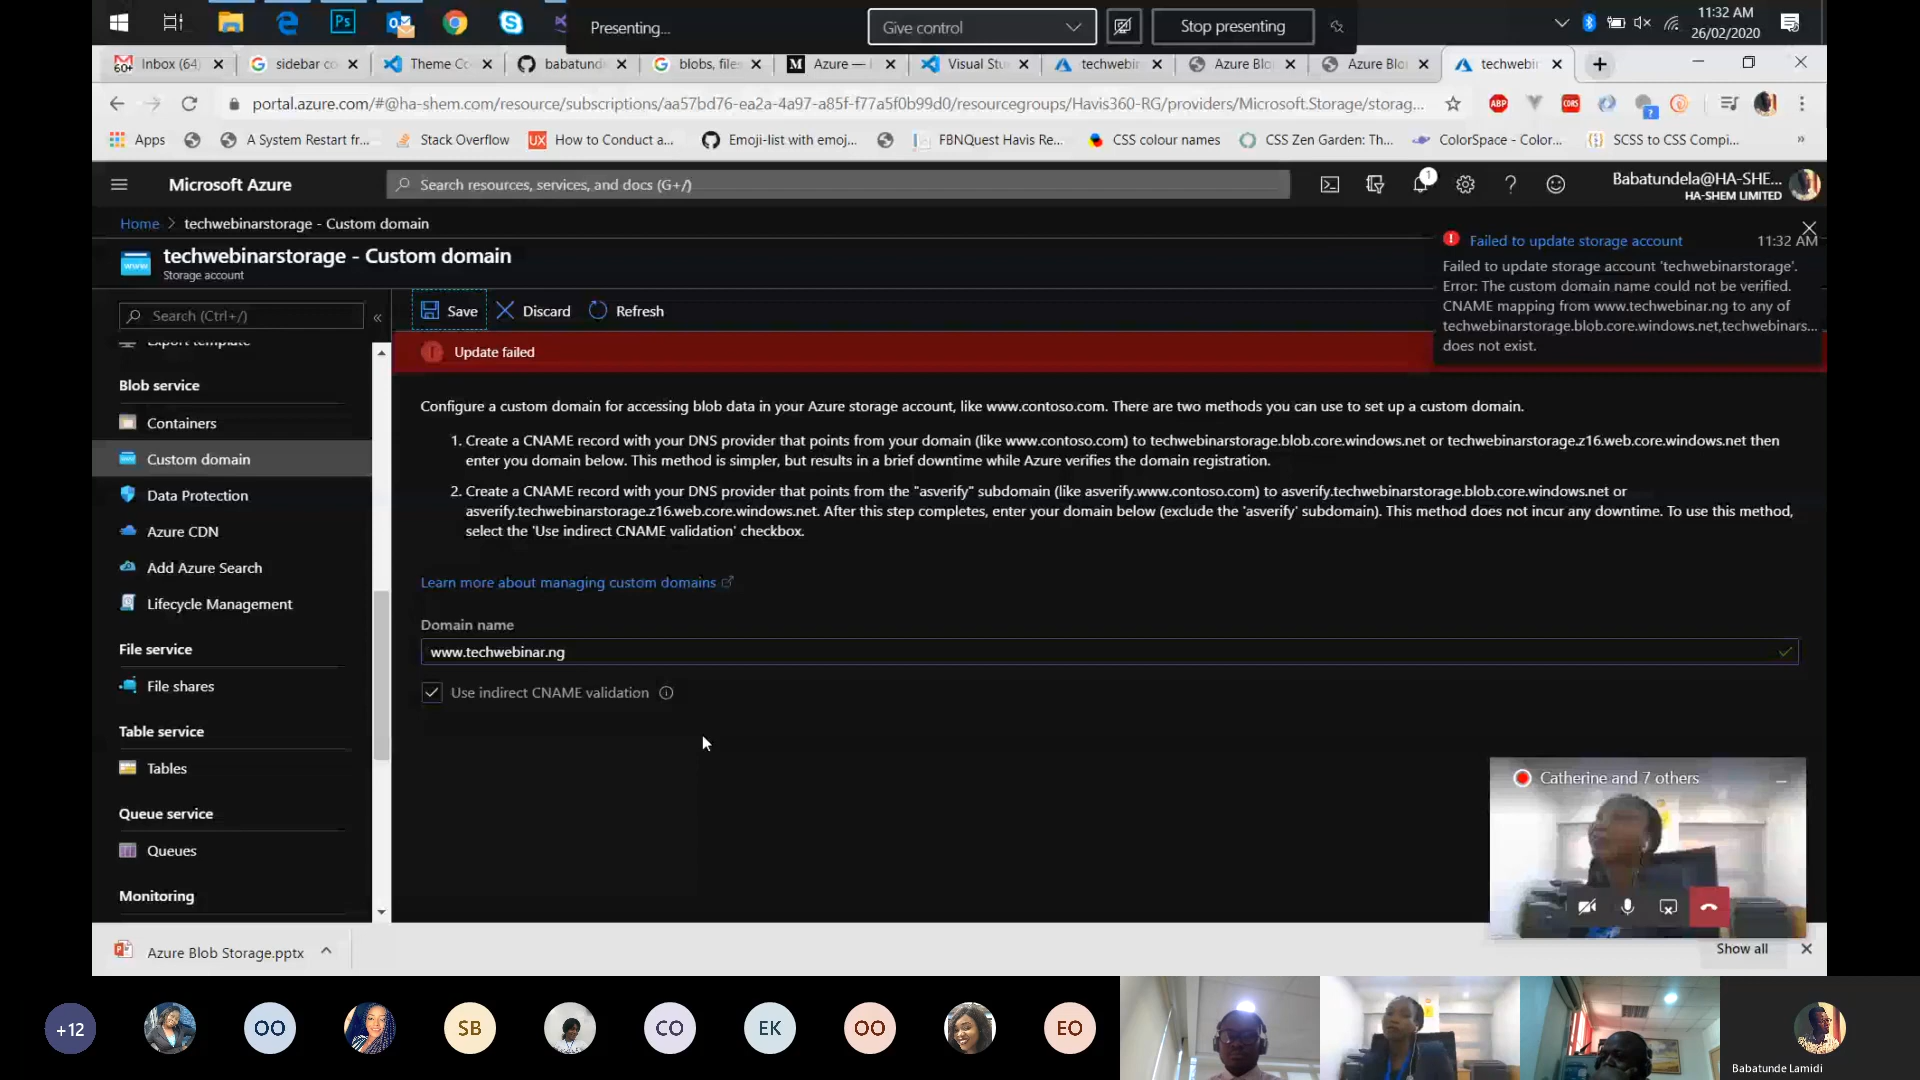 Presenting...
Give control
Stop presenting
11:32 AM
26/02/2020
Ps
60+
Inbox (64)
sidebar co
Theme Co
babatund
blobs, file
Azure —
Visual Stu
techwebin
Azure Blo
Azure Blo
techwebin
portal.azure.com/#@ha-shem.com/resource/subscriptions/aa57bd76-ea2a-4a97-a85f-f77a5f0b99d0/resourcegroups/Havis360-RG/providers/Microsoft.Storage/storag...
ABP
CORS
Apps
A System Restart fr...
Stack Overflow
UX
How to Conduct a...
Emoji-list with emoj...
FBNQuest Havis Re...
CSS colour names
CSS Zen Garden: Th...
ColorSpace - Color...
SCSS to CSS Compi...
Microsoft Azure
Search resources, services, and docs (G+/)
1
Babatundela@HA-SHE...
HA-SHEM LIMITED
Home > techwebinarstorage - Custom domain
techwebinarstorage - Custom domain
Storage account
Failed to update storage account
11:32 AM
Failed to update storage account 'techwebinarstorage'.
Error: The custom domain name could not be verified.
CNAME mapping from www.techwebinar.ng to any of
techwebinarstorage.blob.core.windows.net,techwebinars...
does not exist.
Search (Ctrl+/)
Save
Discard
Refresh
Update failed
Export template
Blob service
Containers
Custom domain
Data Protection
Azure CDN
Add Azure Search
Lifecycle Management
File service
File shares
Table service
Tables
Queue service
Queues
Monitoring
Configure a custom domain for accessing blob data in your Azure storage account, like www.contoso.com. There are two methods you can use to set up a custom domain.
1. Create a CNAME record with your DNS provider that points from your domain (like www.contoso.com) to techwebinarstorage.blob.core.windows.net or techwebinarstorage.z16.web.core.windows.net then
enter you domain below. This method is simpler, but results in a brief downtime while Azure verifies the domain registration.
2. Create a CNAME record with your DNS provider that points from the "asverify" subdomain (like asverify.www.contoso.com) to asverify.techwebinarstorage.blob.core.windows.net or
asverify.techwebinarstorage.z16.web.core.windows.net. After this step completes, enter your domain below (exclude the 'asverify' subdomain). This method does not incur any downtime. To use this method,
select the 'Use indirect CNAME validation' checkbox.
Learn more about managing custom domains
Domain name
www.techwebinar.ng
Use indirect CNAME validation
Catherine and 7 others
Azure Blob Storage.pptx
Show all
+12
OO
SB
CO
EK
OO
EO
Babatunde Lamidi